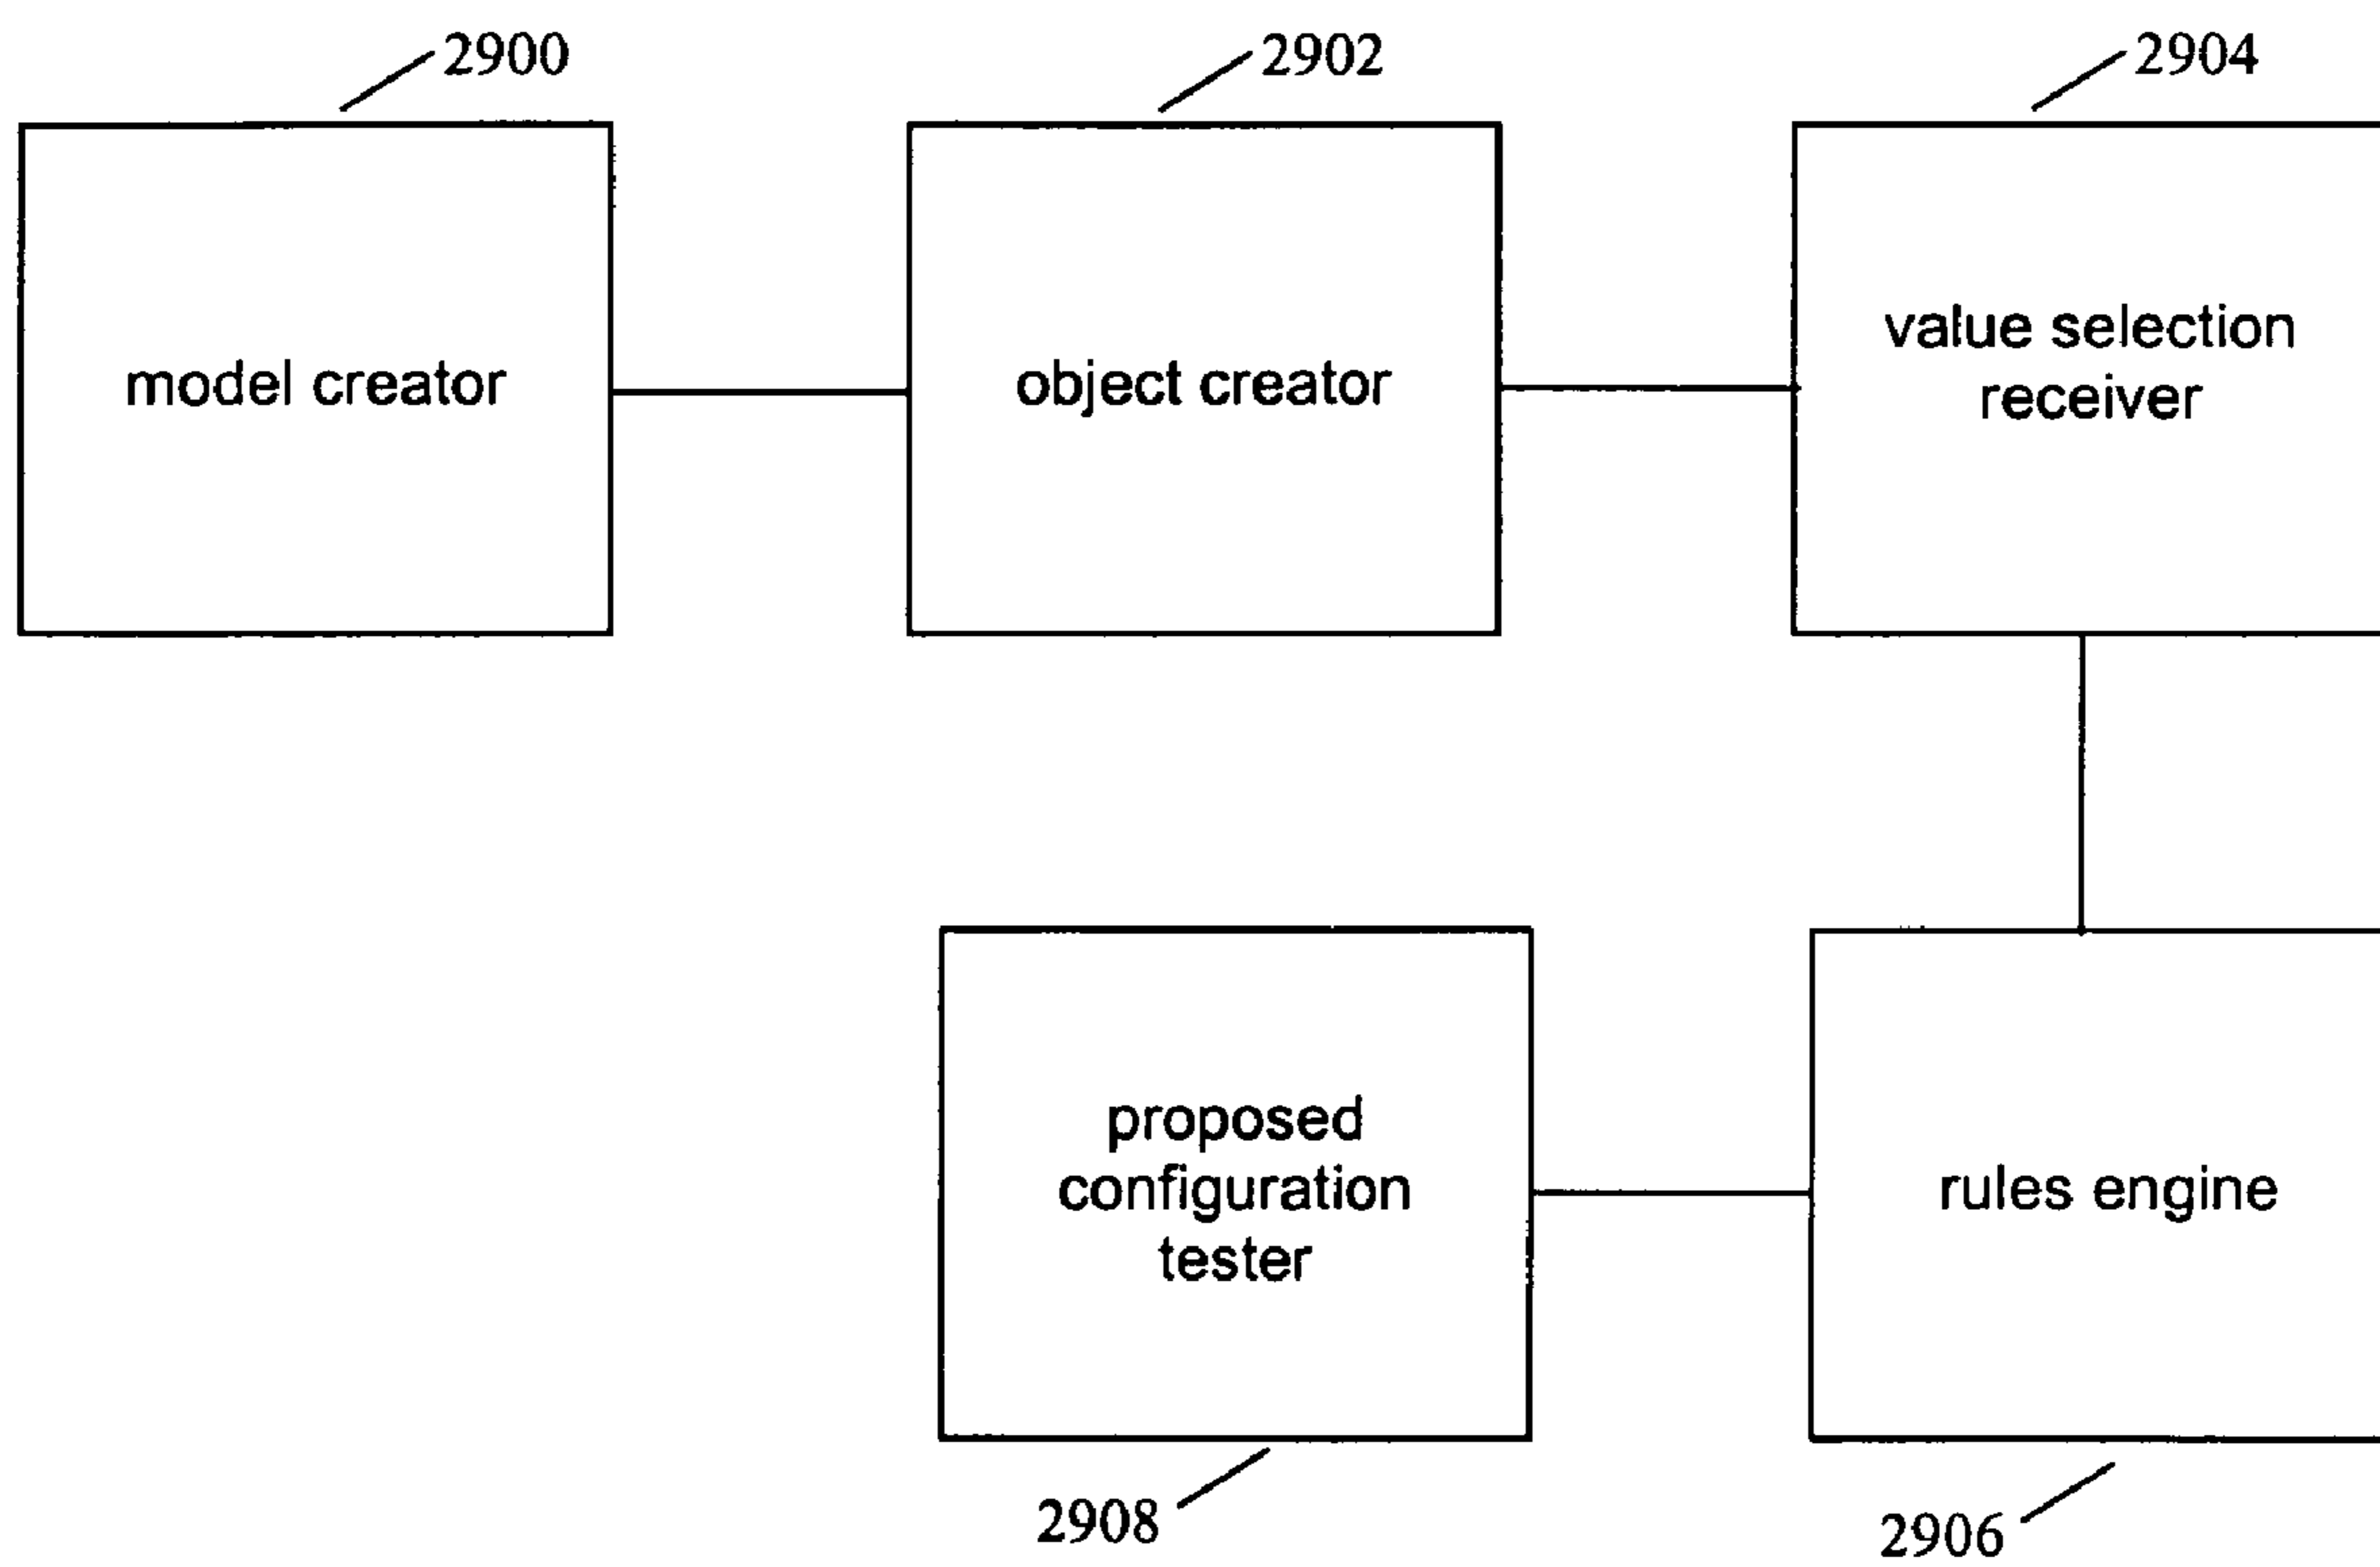 2900
2902
2904
model creator
object creator
value selection
receiver
proposed
configuration
tester
rules engine
2908
2906